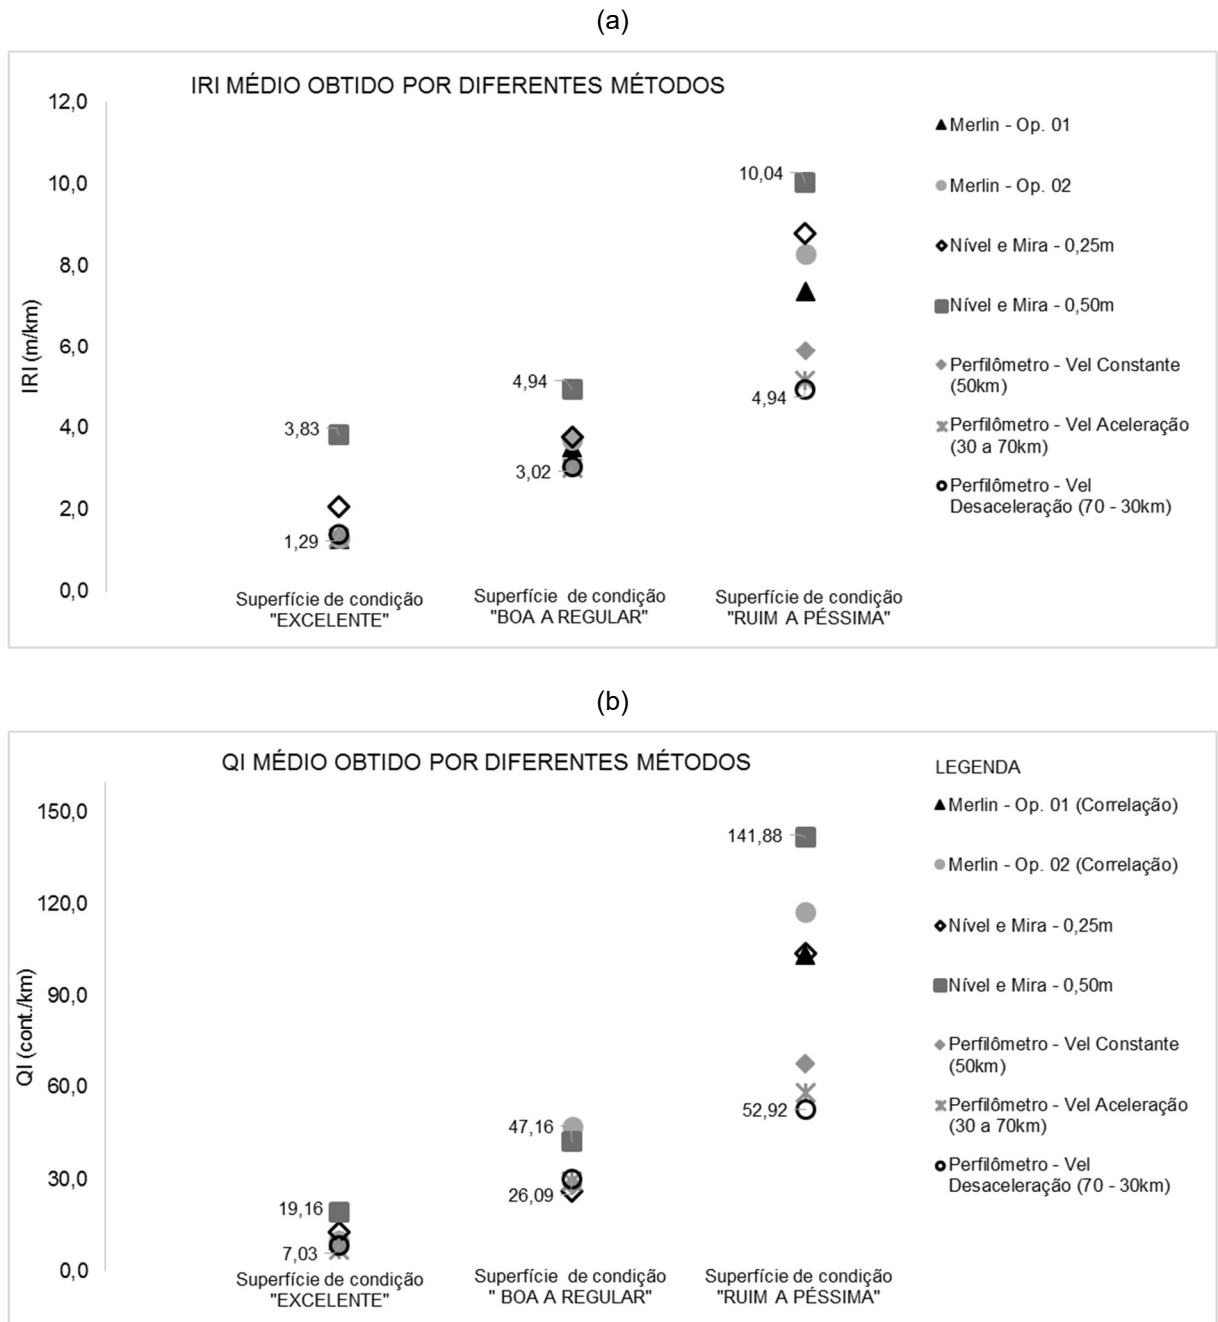 (a)
IRI MÉDIO OBTIDO POR DIFERENTES MÉTODOS
12,0
10,0
8,0
6,0
4,0
2,0
0,0
IRI (m/km)
3,83
1,29
4,94
3,02
10,04
4,94
Superfície de condição
"EXCELENTE"
Superfície de condição
"BOA A REGULAR"
Superfície de condição
"RUIM A PÉSSIMA"
Merlin - Op. 01
Merlin - Op. 02
Nível e Mira - 0,25m
Nível e Mira - 0,50m
Perfilômetro - Vel Constante
(50km)
Perfilômetro - Vel Aceleração
(30 a 70km)
Perfilômetro - Vel
Desaceleração (70 - 30km)
(b)
QI MÉDIO OBTIDO POR DIFERENTES MÉTODOS
150,0
120,0
90,0
60,0
30,0
0,0
QI (cont./km)
19,16
7,03
47,16
26,09
141,88
52,92
Superfície de condição
"EXCELENTE"
Superfície de condição
" BOA A REGULAR"
Superfície de condição
"RUIM A PÉSSIMA"
LEGENDA
Merlin - Op. 01 (Correlação)
Merlin - Op. 02 (Correlação)
Nível e Mira - 0,25m
Nível e Mira - 0,50m
Perfilômetro - Vel Constante
(50km)
Perfilômetro - Vel Aceleração
(30 a 70km)
Perfilômetro - Vel
Desaceleração (70 - 30km)